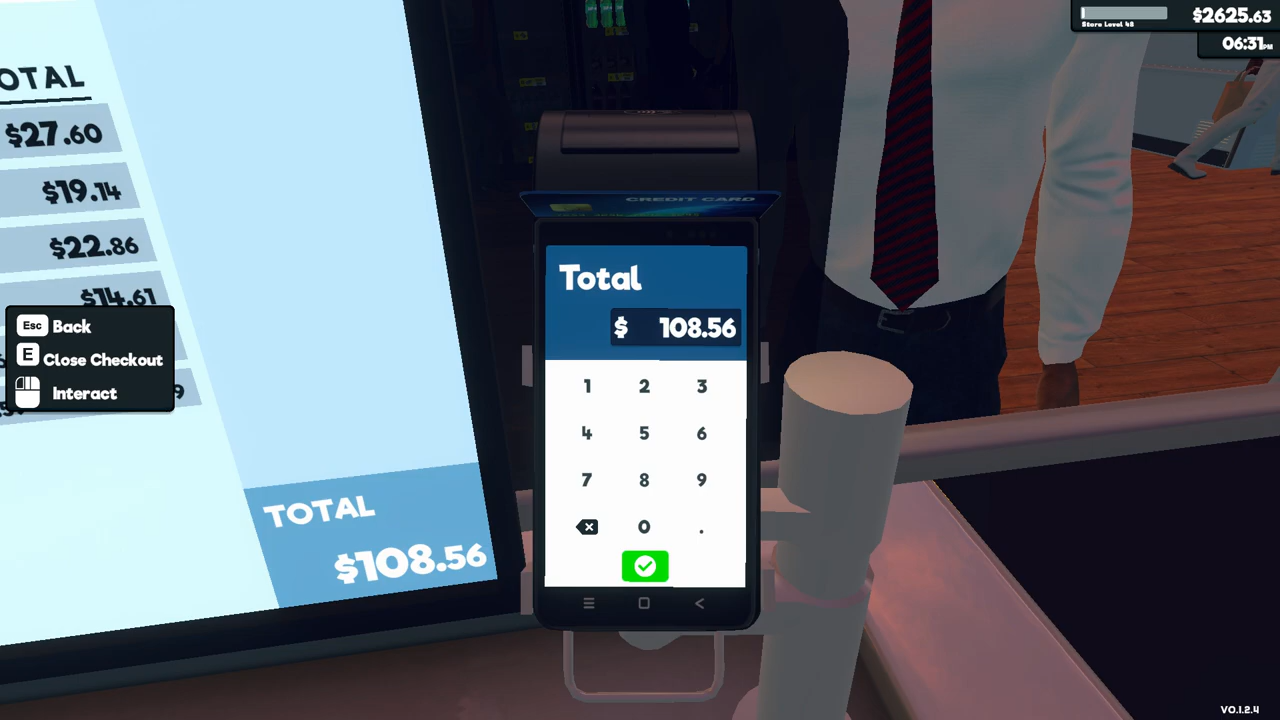 $2625.63
Store Level 48
06:31PM
OTAL
$27.60
$19.14
$22.86
$14.61
9
Esc Back
E Close Checkout
Interact
TOTAL
$108.56
CREDIT CARD
Total
$ 108.56
1 2 3
4 5 6
7 8 9
0 .
V0.1.2.4